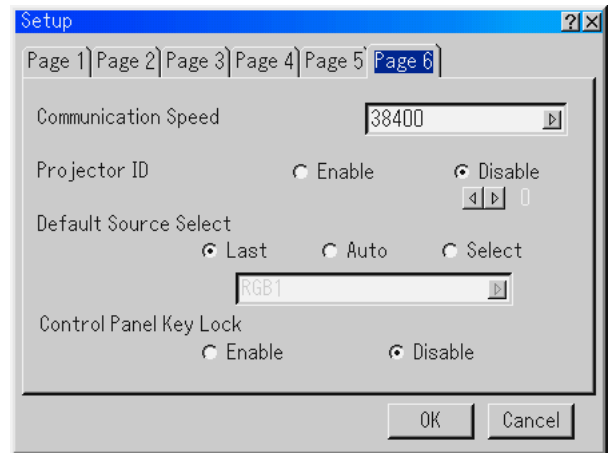 Setup
Page 1 Page 2 Page 3 Page 4 Page 5 Page 6
Communication Speed 38400
Projector ID Enable Disable
0
Default Source Select
Last Auto Select
RGB1
Control Panel Key Lock
Enable Disable
OK Cancel